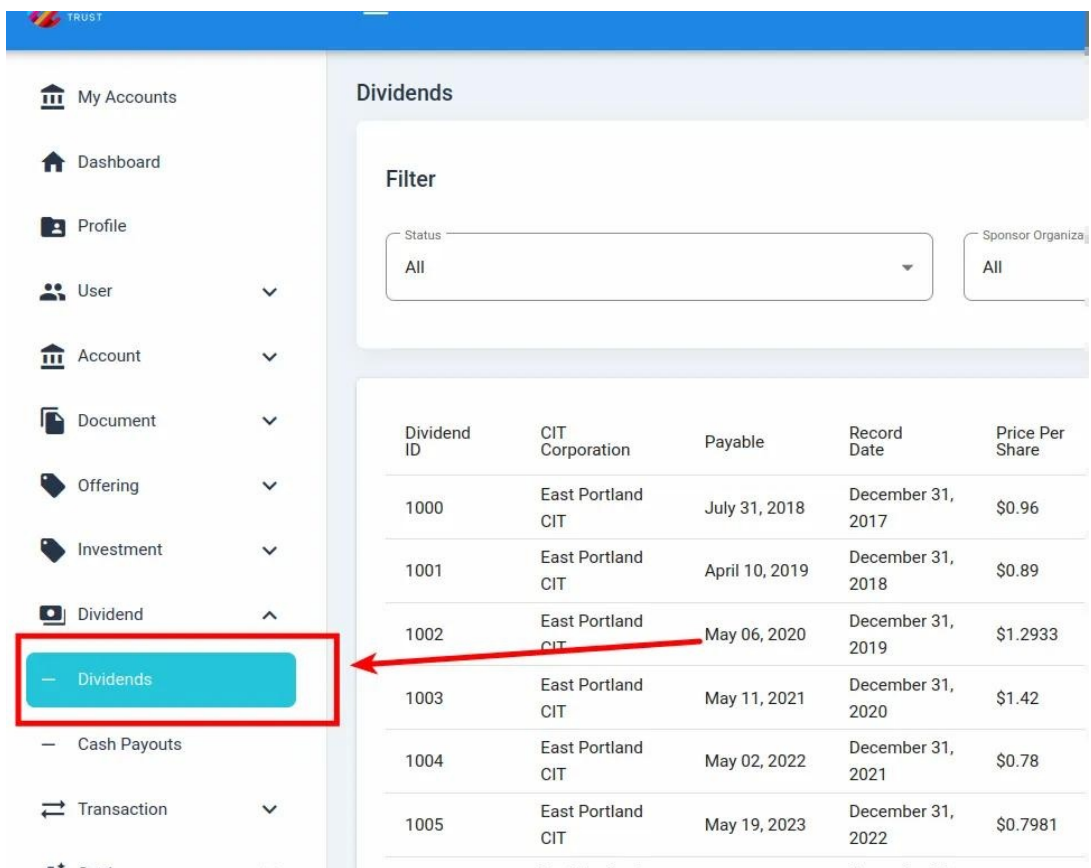 TRUST
My Accounts
Dashboard
Profile
User
Account
Document
Offering
Investment
Dividend
— Dividends
— Cash Payouts
Transaction
Dividends
Filter
Status
All
Sponsor Organiza
All
Dividend ID
CIT Corporation
Payable
Record Date
Price Per Share
1000
East Portland CIT
July 31, 2018
December 31, 2017
$0.96
1001
East Portland CIT
April 10, 2019
December 31, 2018
$0.89
1002
East Portland CIT
May 06, 2020
December 31, 2019
$1.2933
1003
East Portland CIT
May 11, 2021
December 31, 2020
$1.42
1004
East Portland CIT
May 02, 2022
December 31, 2021
$0.78
1005
East Portland CIT
May 19, 2023
December 31, 2022
$0.7981